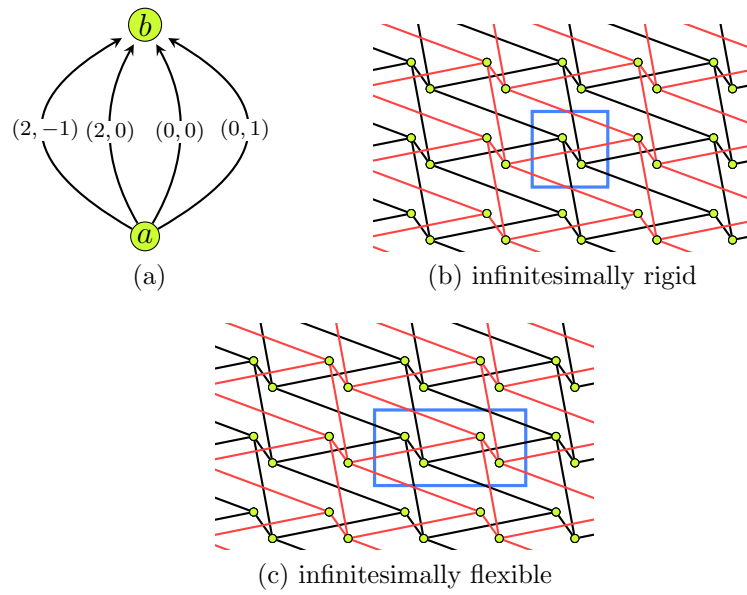 b
(2, −1) (2, 0) (0, 0) (0, 1)
a
(a)
(b) infinitesimally rigid
(c) infinitesimally flexible